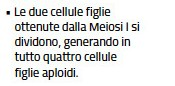 ▪ Le due cellule figlie
ottenute dalla Meiosi I si
dividono, generando in
tutto quattro cellule
figlie aploidi.